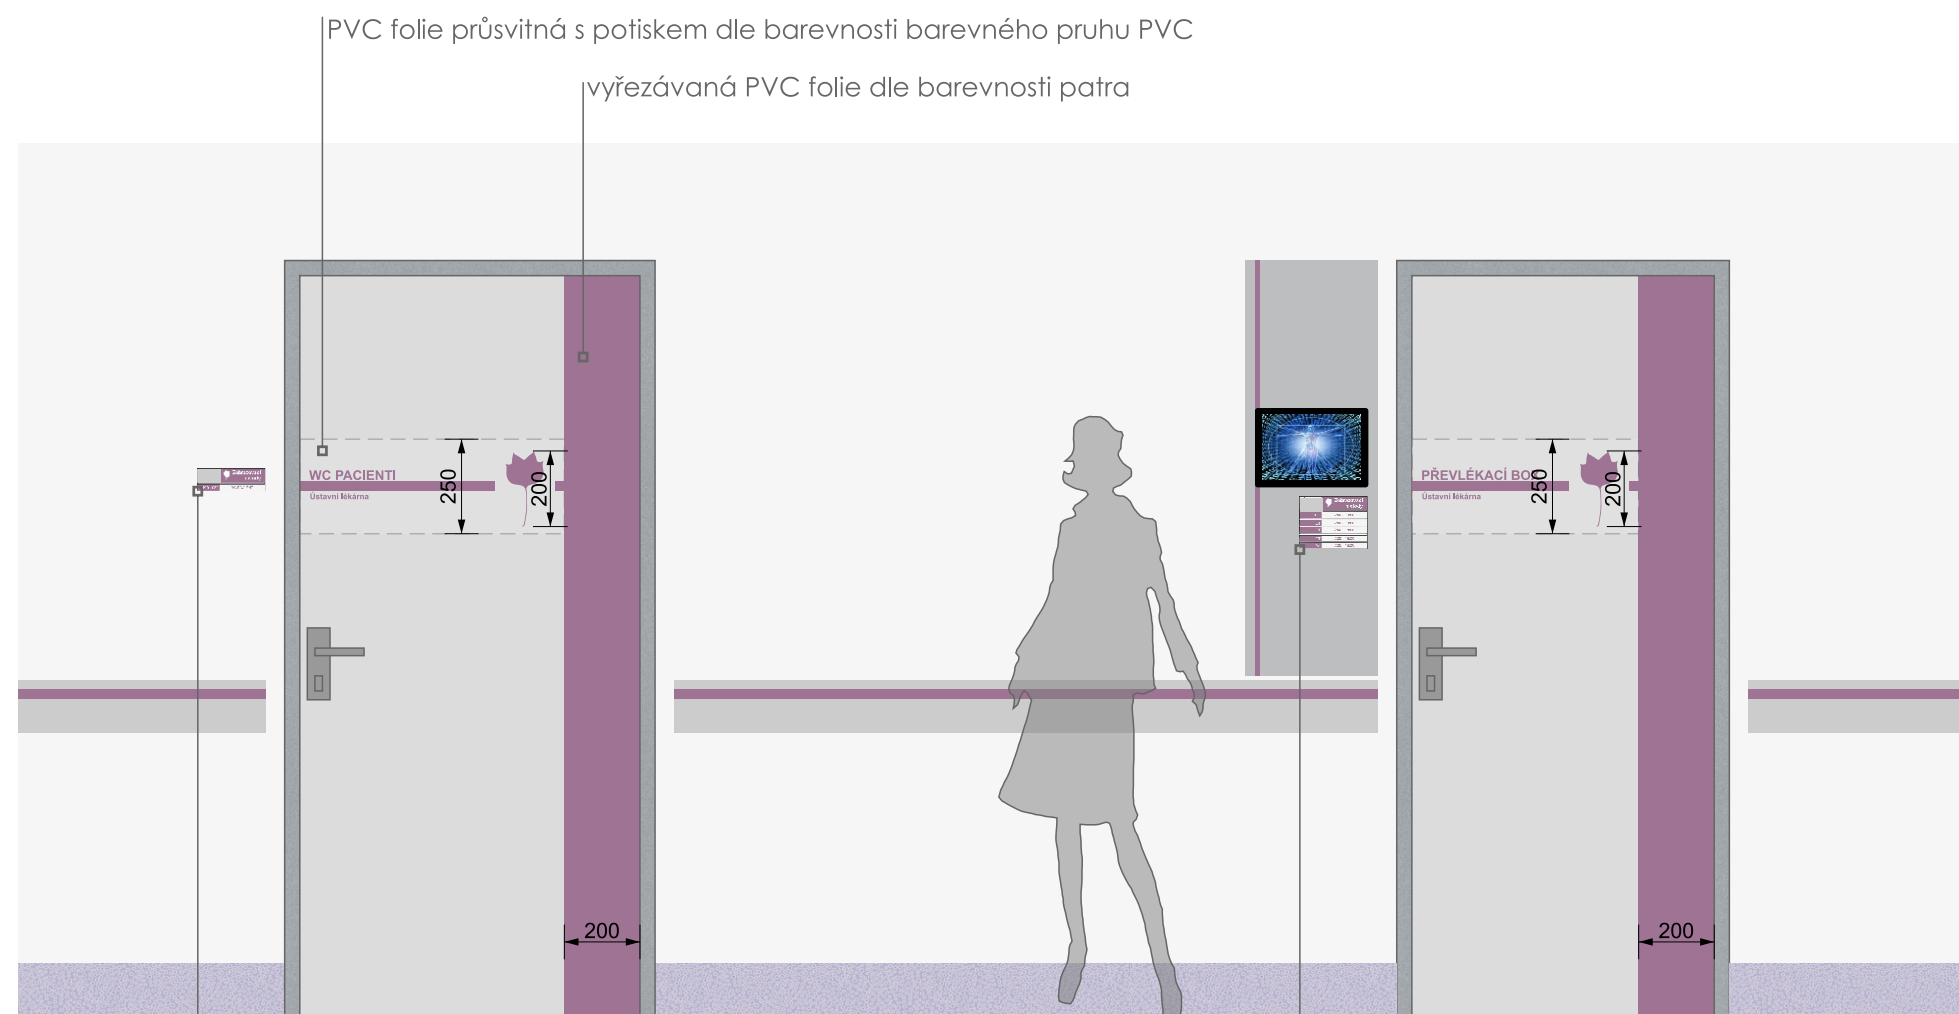 PVC folie průsvitná s potiskem dle barevnosti barevného pruhu PVC
vyřezávaná PVC folie dle barevnosti patra
WC PACIENTI
Ústavní lékárna
250
200
200
PŘEVLÉKACÍ BOX
Ústavní lékárna
250
200
200